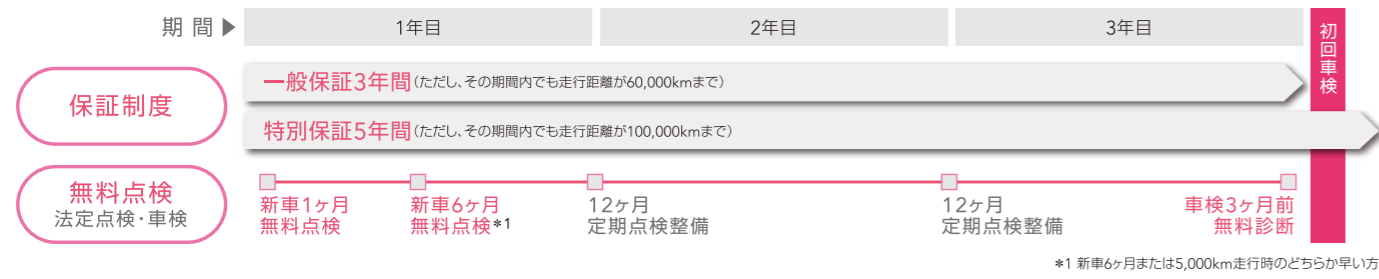 期間▶
1年目
2年目
3年目
初回車検
保証制度
一般保証3年間(ただし、その期間内でも走行距離が60,000kmまで)
特別保証5年間(ただし、その期間内でも走行距離が100,000kmまで)
無料点検
法定点検・車検
新車1ヶ月
無料点検
新車6ヶ月
無料点検*1
12ヶ月
定期点検整備
12ヶ月
定期点検整備
車検3ヶ月前
無料診断
*1 新車6ヶ月または5,000km走行時のどちらか早い方